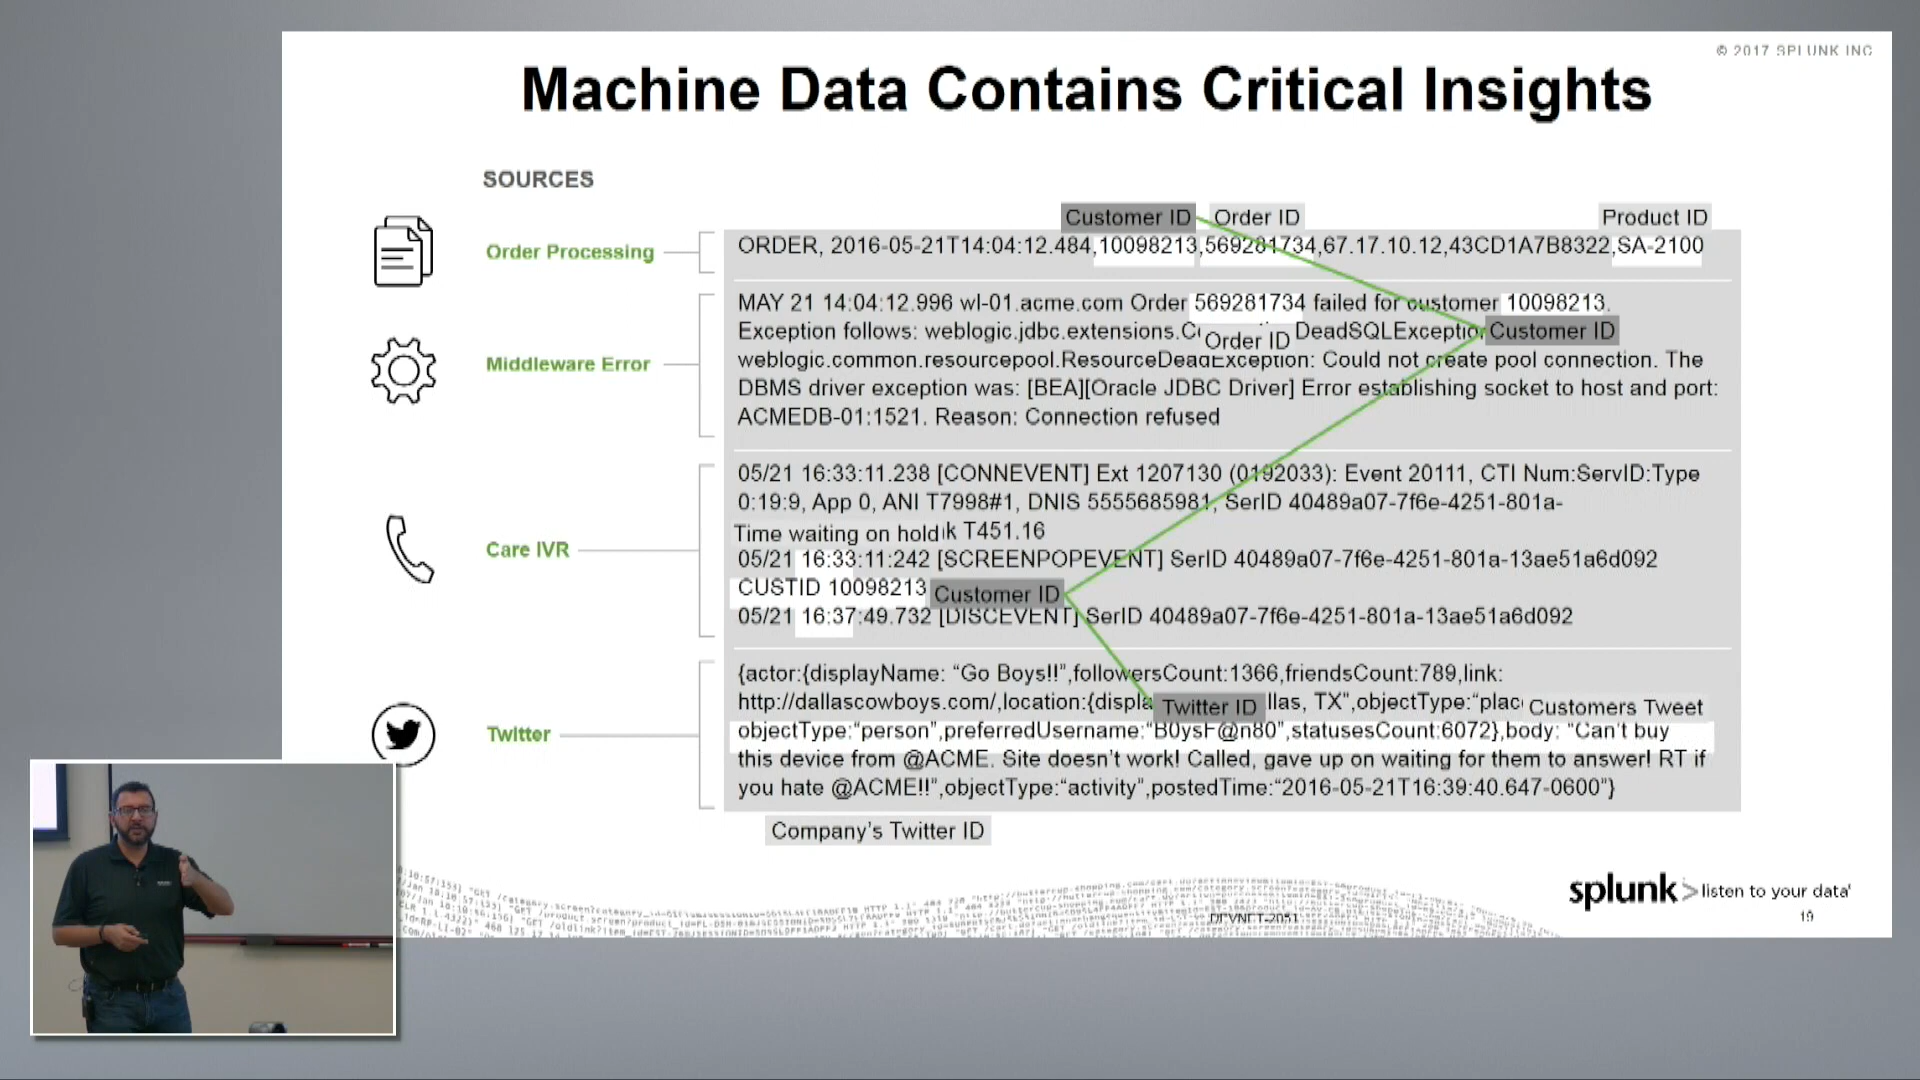 © 2017 SPLUNK INC
Machine Data Contains Critical Insights
SOURCES
Customer ID Order ID Product ID
Order Processing
ORDER, 2016-05-21T14:04:12.484,10098213,569281734,67.17.10.12,43CD1A7B8322,SA-2100
MAY 21 14:04:12.996 wl-01.acme.com Order 569281734 failed for customer 10098213.
Exception follows: weblogic.jdbc.extensions. DeadSQLExceptio Customer ID
Order ID
weblogic.common.resourcepool.ResourceDeadException: Could not create pool connection. The
Middleware Error
DBMS driver exception was: [BEA][Oracle JDBC Driver] Error establishing socket to host and port:
ACMEDB-01:1521. Reason: Connection refused
05/21 16:33:11.238 [CONNEVENT] Ext 1207130 (0192033): Event 20111, CTI Num:ServID:Type
0:19:9, App 0, ANI T7998#1, DNIS 5555685981, SerID 40489a07-7f6e-4251-801a-
Time waiting on hold k T451.16
Care IVR
05/21 16:33:11:242 [SCREENPOPEVENT] SerID 40489a07-7f6e-4251-801a-13ae51a6d092
CUSTID 10098213 Customer ID
05/21 16:37:49.732 [DISCEVENT] SerID 40489a07-7f6e-4251-801a-13ae51a6d092
{actor:{displayName: “Go Boys!!”,followersCount:1366,friendsCount:789,link:
http://dallascowboys.com/,location:{displa Twitter ID llas, TX”,objectType:“plac Customers Tweet
Twitter
objectType:“person”,preferredUsername:“B0ysF@n80”,statusesCount:6072},body: “Can’t buy
this device from @ACME. Site doesn’t work! Called, gave up on waiting for them to answer! RT if
you hate @ACME!!”,objectType:“activity”,postedTime:“2016-05-21T16:39:40.647-0600”}
Company’s Twitter ID
splunk> listen to your data
DEVNET-2051
19